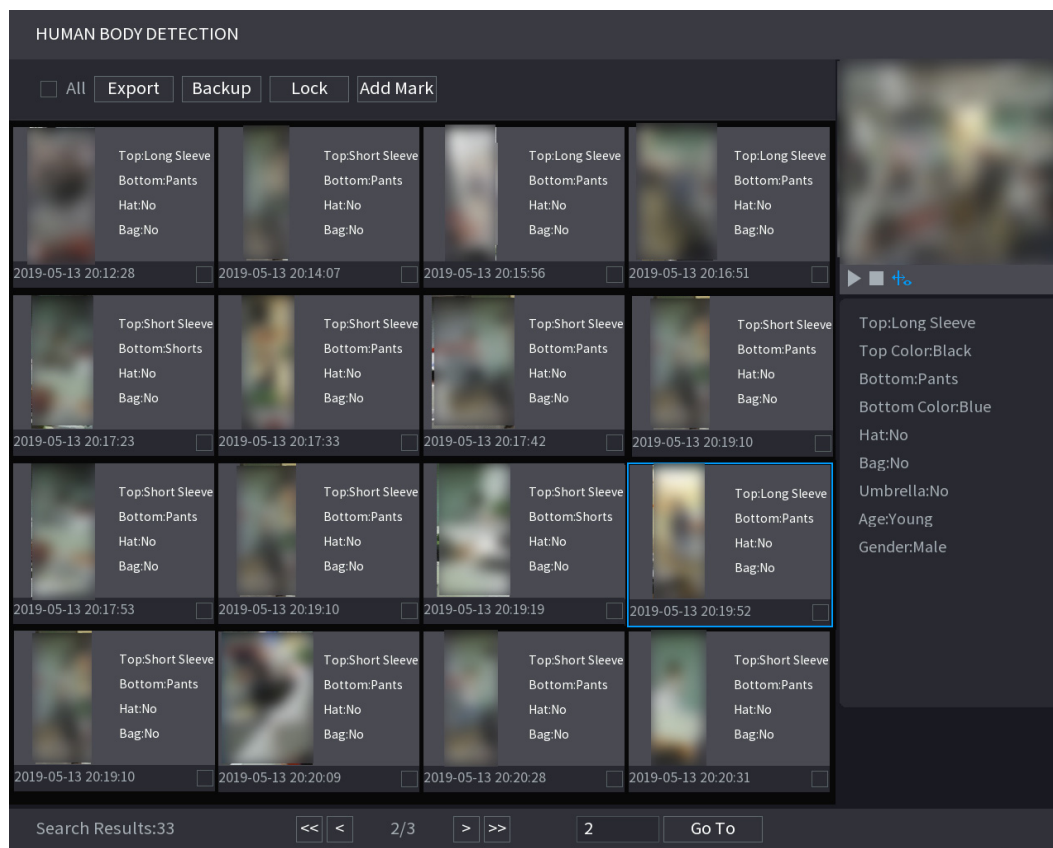 HUMAN BODY DETECTION
All Export Backup Lock Add Mark
Top:Long Sleeve
Bottom:Pants
Hat:No
Bag:No
2019-05-13 20:12:28
Top:Short Sleeve
Bottom:Pants
Hat:No
Bag:No
2019-05-13 20:14:07
Top:Long Sleeve
Bottom:Pants
Hat:No
Bag:No
2019-05-13 20:15:56
Top:Long Sleeve
Bottom:Pants
Hat:No
Bag:No
2019-05-13 20:16:51
Top:Short Sleeve
Bottom:Shorts
Hat:No
Bag:No
2019-05-13 20:17:23
Top:Short Sleeve
Bottom:Pants
Hat:No
Bag:No
2019-05-13 20:17:33
Top:Short Sleeve
Bottom:Pants
Hat:No
Bag:No
2019-05-13 20:17:42
Top:Short Sleeve
Bottom:Pants
Hat:No
Bag:No
2019-05-13 20:19:10
Top:Short Sleeve
Bottom:Pants
Hat:No
Bag:No
2019-05-13 20:17:53
Top:Short Sleeve
Bottom:Pants
Hat:No
Bag:No
2019-05-13 20:19:10
Top:Short Sleeve
Bottom:Shorts
Hat:No
Bag:No
2019-05-13 20:19:19
Top:Long Sleeve
Bottom:Pants
Hat:No
Bag:No
2019-05-13 20:19:52
Top:Short Sleeve
Bottom:Pants
Hat:No
Bag:No
2019-05-13 20:19:10
Top:Short Sleeve
Bottom:Pants
Hat:No
Bag:No
2019-05-13 20:20:09
Top:Short Sleeve
Bottom:Pants
Hat:No
Bag:No
2019-05-13 20:20:28
Top:Short Sleeve
Bottom:Pants
Hat:No
Bag:No
2019-05-13 20:20:31
Top:Long Sleeve
Top Color:Black
Bottom:Pants
Bottom Color:Blue
Hat:No
Bag:No
Umbrella:No
Age:Young
Gender:Male
Search Results:33 << < 2/3 > >> 2 Go To